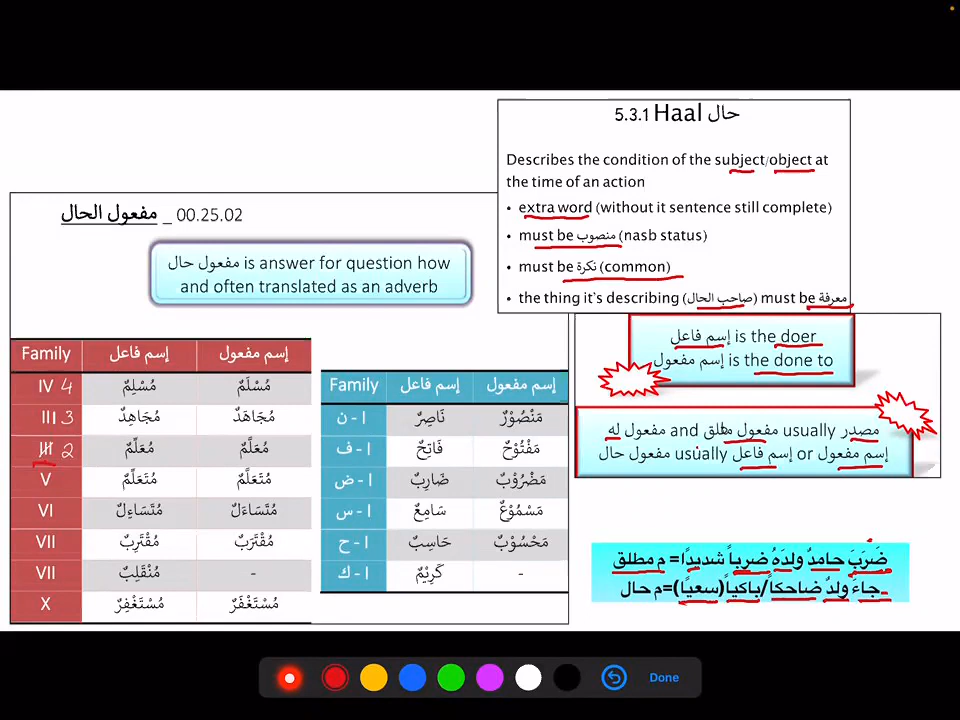 5.3.1 Haal حال
Describes the condition of the subject/object at
the time of an action
• extra word (without it sentence still complete)
• must be منصوب (nasb status)
• must be نكرة (common)
• the thing it's describing (صاحب الحال) must be معرفة
مفعول الحال _ 00.25.02
مفعول حال is answer for question how
and often translated as an adverb
إسم فاعل is the doer
إسم مفعول is the done to
مصدر usually مفعول مطلق and مفعول له
إسم مفعول or إسم فاعل usually مفعول حال
Family إسم فاعل إسم مفعول
IV 4 مُسْلِمٌ مُسْلَمٌ
III 3 مُجَاهِدٌ مُجَاهَدٌ
2 مُعَلِّمٌ مُعَلَّمٌ
V مُتَعَلِّمٌ مُتَعَلَّمٌ
VI مُتَسَاءِلٌ مُتَسَاءَلٌ
VII مُقْتَرِبٌ مُقْتَرَبٌ
VII مُنْقَلِبٌ -
X مُسْتَغْفِرٌ مُسْتَغْفَرٌ
Family إسم فاعل إسم مفعول
ا - ن نَاصِرٌ مَنْصُوْرٌ
ا - ف فَاتِحٌ مَفْتُوْحٌ
ا - ض ضَارِبٌ مَضْرُوْبٌ
ا - س سَامِعٌ مَسْمُوْعٌ
ا - ح حَاسِبٌ مَحْسُوْبٌ
ا - ك كَرِيْمٌ -
ضَرَبَ حامدٌ ولدَهُ ضرباً شديدًا= م مطلق
جاءَ ولدٌ ضاحكاً/باكياً(سعياً)=م حال
Done